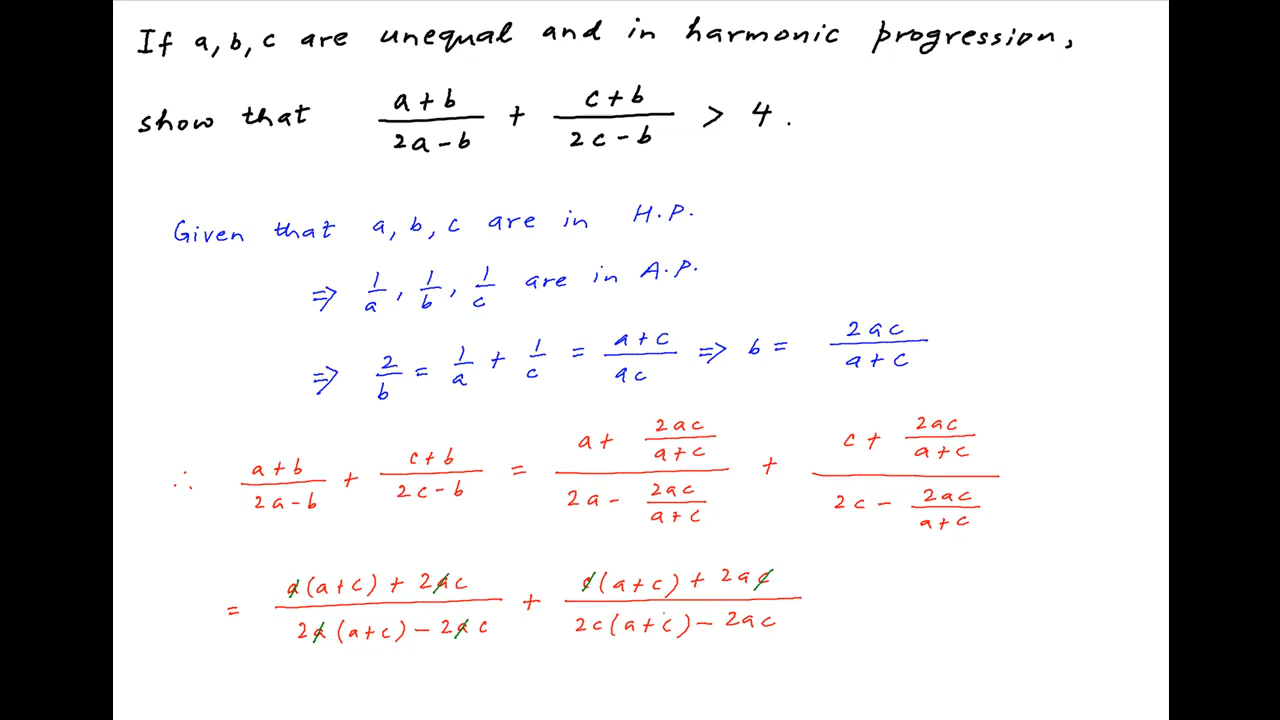 If a, b, c are unequal and in harmonic progression,
show that (a + b)/(2a - b) + (c + b)/(2c - b) > 4.
Given that a, b, c are in H.P.
⇒ 1/a, 1/b, 1/c are in A.P.
⇒ 2/b = 1/a + 1/c = (a + c)/(ac) ⇒ b = (2ac)/(a + c)
∴ (a + b)/(2a - b) + (c + b)/(2c - b) = (a + (2ac)/(a + c))/(2a - (2ac)/(a + c)) + (c + (2ac)/(a + c))/(2c - (2ac)/(a + c))
= (a(a + c) + 2ac)/(2a(a + c) - 2ac) + (c(a + c) + 2ac)/(2c(a + c) - 2ac)